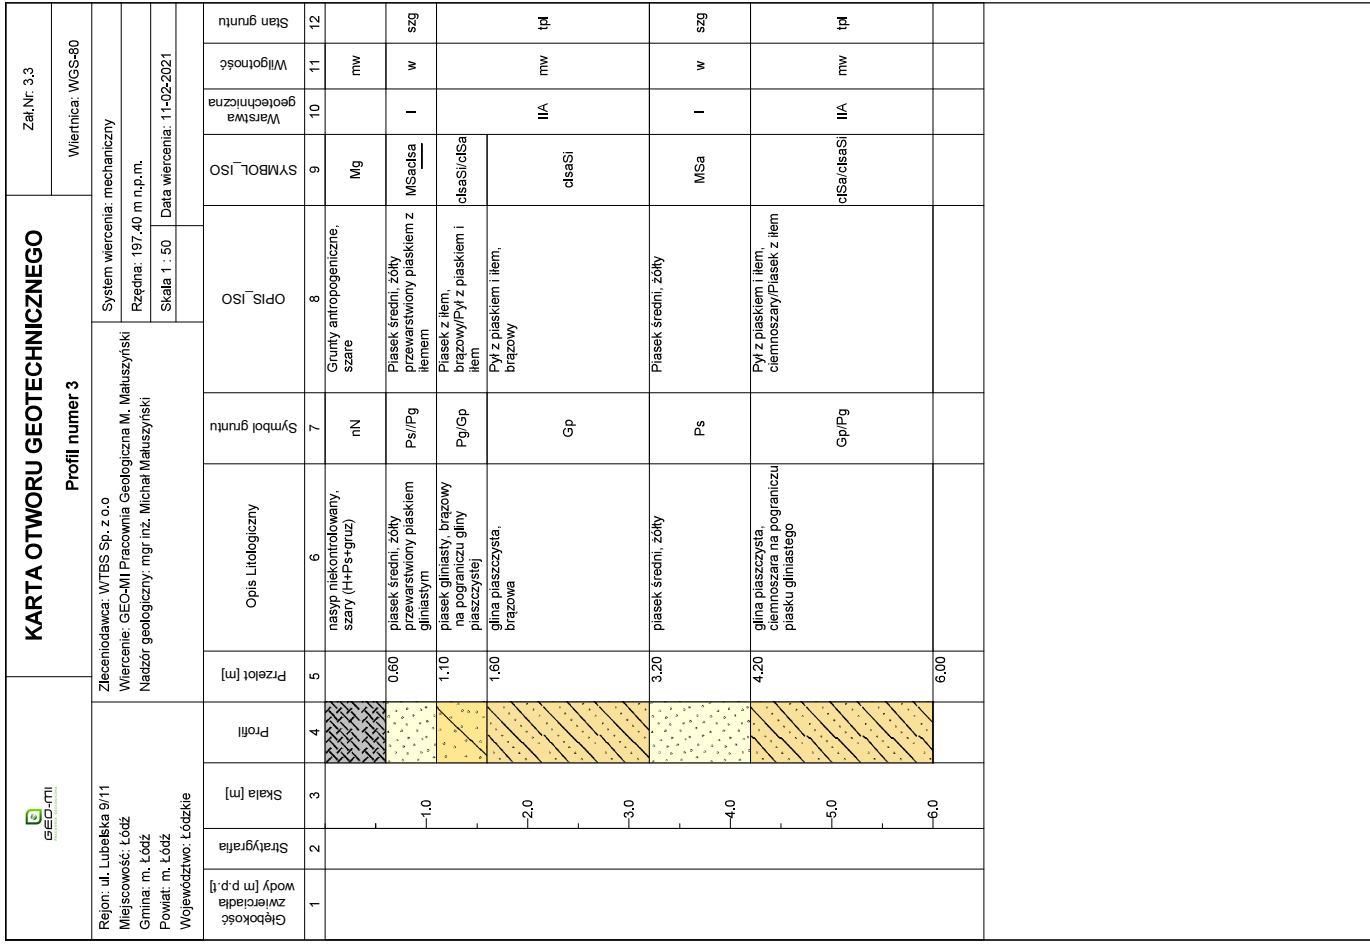 GEO-MI
KARTA OTWORU GEOTECHNICZNEGO
Profil numer 3
Zał.Nr. 3.3
Wiertnica: WGS-80
Rejon: ul. Lubelska 9/11
Miejscowość: Łódź
Gmina: m. Łódź
Powiat: m. Łódź
Województwo: Łódzkie
Zleceniodawca: WTBS Sp. z o.o
Wiercenie: GEO-MI Pracownia Geologiczna M. Małuszyński
Nadzór geologiczny: mgr inż. Michał Małuszyński
System wiercenia: mechaniczny
Rzędna: 197.40 m n.p.m.
Skala 1 : 50
Data wiercenia: 11-02-2021
Głębokość
zwierciadła
wody [m p.p.t]
Stratygrafia
Skala [m]
Profil
Przelot [m]
Opis Litologiczny
Symbol gruntu
OPIS_ISO
SYMBOL_ISO
Warstwa
geotechniczna
Wilgotność
Stan gruntu
1
2
3
4
5
6
7
8
9
10
11
12
nasyp niekontrolowany,
szary (H+Ps+gruz)
nN
Grunty antropogeniczne,
szare
Mg
mw
0.60
piasek średni, żółty
przewarstwiony piaskiem
gliniastym
Ps//Pg
Piasek średni, żółty
przewarstwiony piaskiem z
iłemem
MSaclsa
I
w
szg
1.0
1.10
piasek gliniasty, brązowy
na pograniczu gliny
piaszczystej
Pg/Gp
Piasek z iłem,
brązowy/Pył z piaskiem i
iłem
clsaSi/clSa
IIA
mw
tpl
1.60
glina piaszczysta,
brązowa
Gp
Pył z piaskiem i iłem,
brązowy
clsaSi
2.0
3.0
3.20
piasek średni, żółty
Ps
Piasek średni, żółty
MSa
I
w
szg
4.0
4.20
glina piaszczysta,
ciemnoszara na pograniczu
piasku gliniastego
Gp/Pg
Pył z piaskiem i iłem,
ciemnoszary/Piasek z iłem
clSa/clsaSi
IIA
mw
tpl
5.0
6.0
6.00